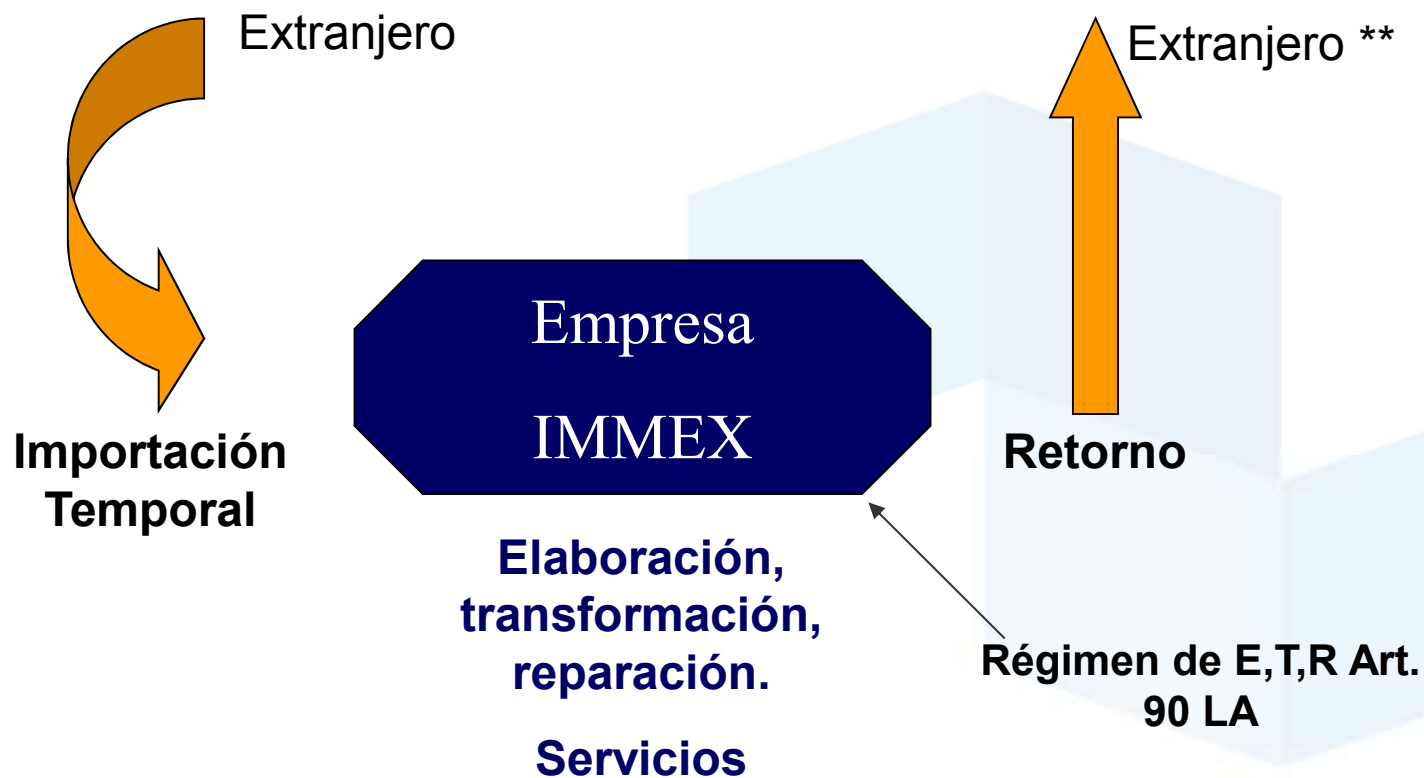 Extranjero
Extranjero **
Empresa
IMMEX
Importación
Temporal
Retorno
Elaboración,
transformación,
reparación.
Servicios
Régimen de E,T,R Art.
90 LA